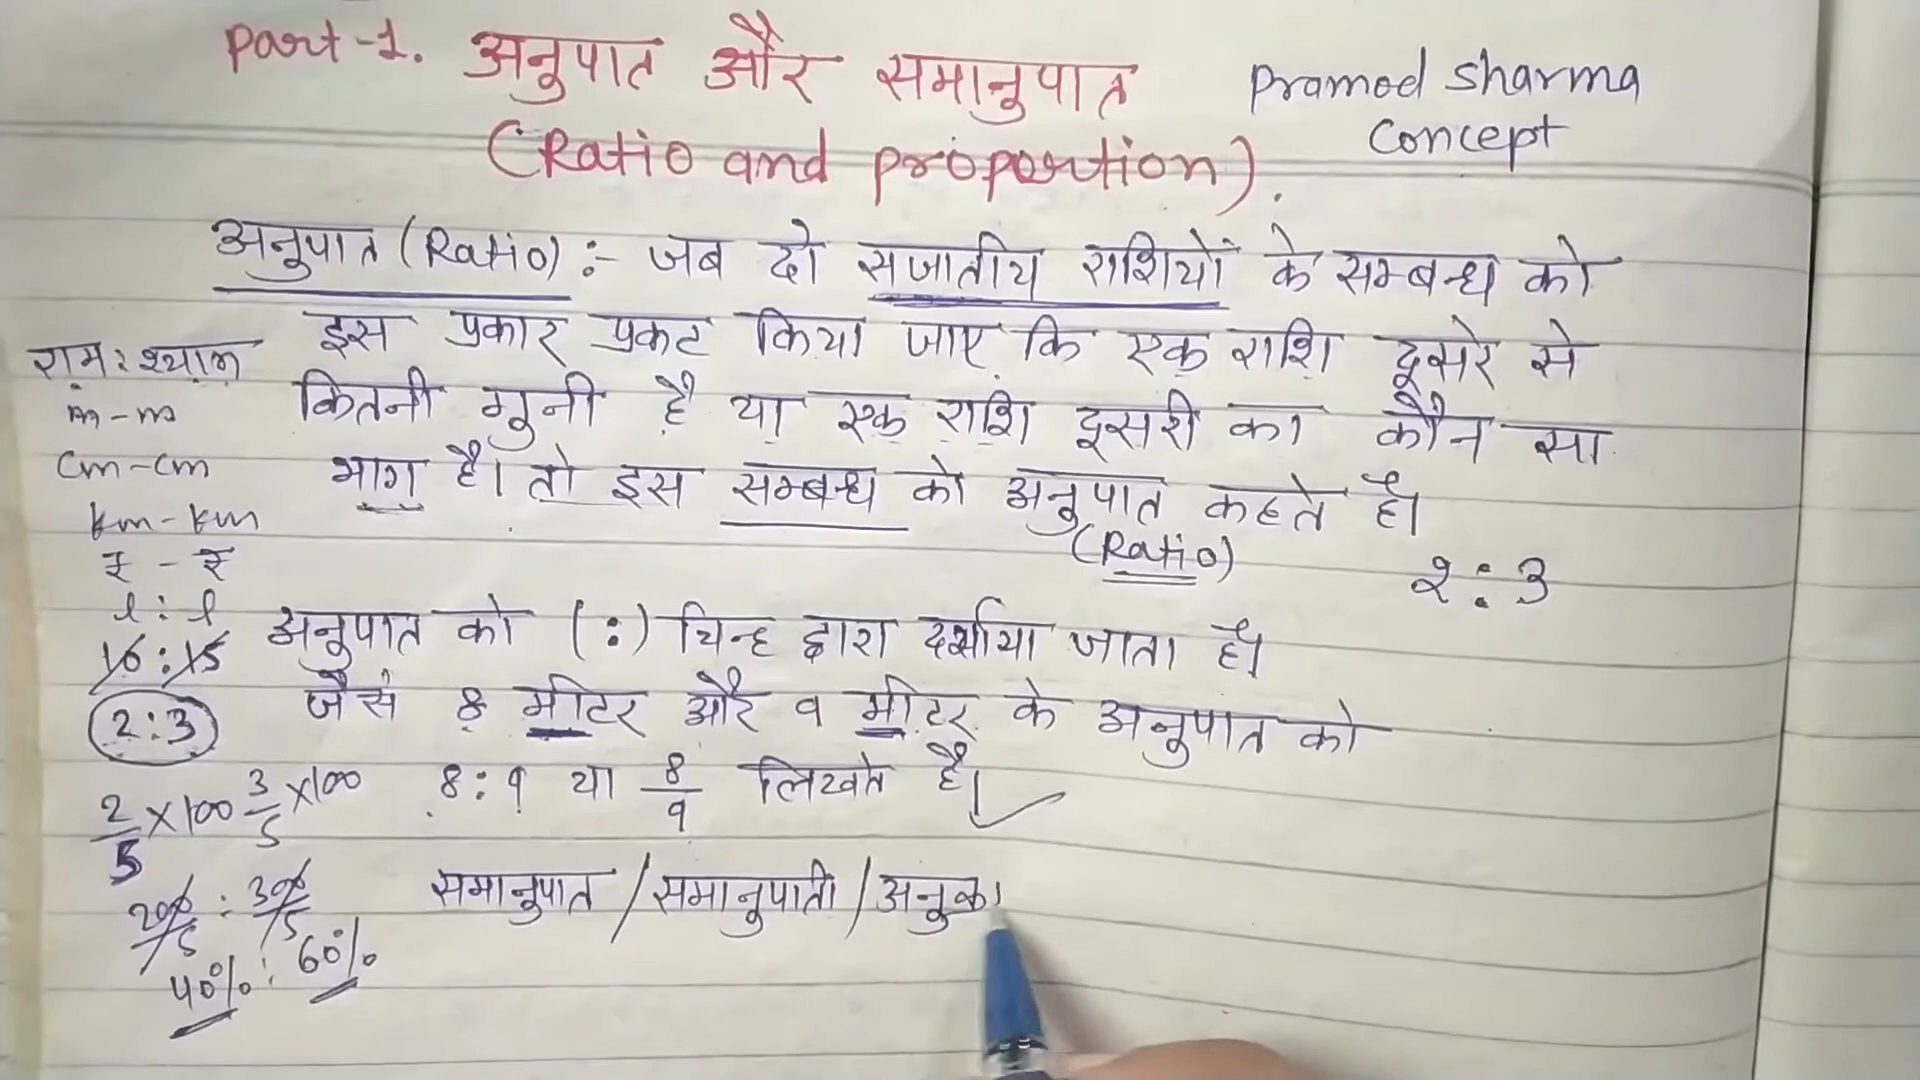 Part-1. अनुपात और समानुपात
(Ratio and proportion).
Pramod Sharma
Concept
अनुपात (Ratio) :- जब दो सजातीय राशियों के सम्बन्ध को
इस प्रकार प्रकट किया जाए कि एक राशि दूसरे से
कितनी गुनी है या एक राशि दूसरी का कौन सा
भाग है। तो इस सम्बन्ध को अनुपात कहते है।
(Ratio)
2:3
अनुपात को (:) चिन्ह द्वारा दर्शाया जाता है।
जैसे 8 मीटर और 9 मीटर के अनुपात को
8:9 या 8/9 लिखते है।
समानुपात / समानुपाती / अनुका
राम : श्याम
m - m
cm - cm
km - km
₹ - ₹
l : l
10 : 15
2:3
2/5 x100 3/5 x100
200/5 : 300/5
40% : 60%